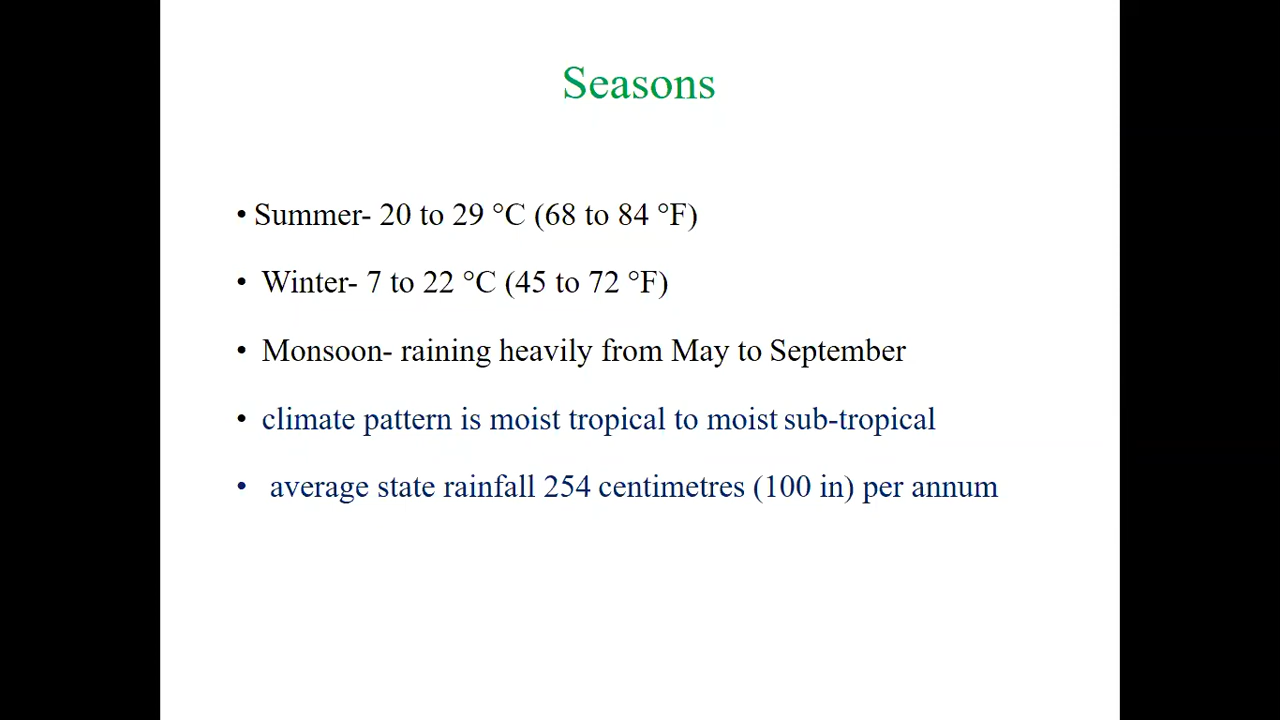 Seasons
• Summer- 20 to 29 °C (68 to 84 °F)
• Winter- 7 to 22 °C (45 to 72 °F)
• Monsoon- raining heavily from May to September
• climate pattern is moist tropical to moist sub-tropical
• average state rainfall 254 centimetres (100 in) per annum